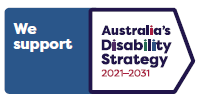 We
support
Australia's
Disability
Strategy
2021–2031